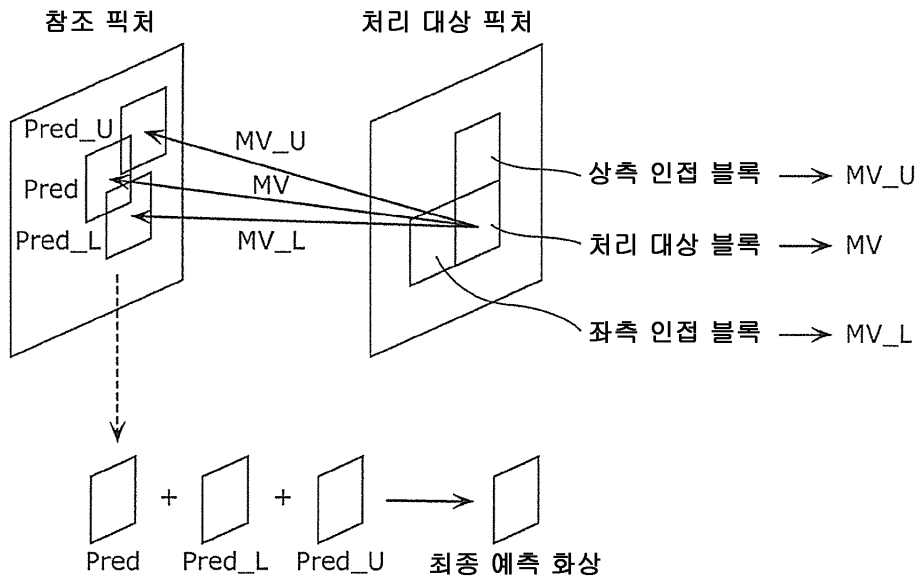 참조 픽처
처리 대상 픽처
Pred_U
MV_U
상측 인접 블록
MV_U
Pred
MV
처리 대상 블록
MV
Pred_L
MV_L
좌측 인접 블록
MV_L
+ + 
Pred
Pred_L
Pred_U
최종 예측 화상